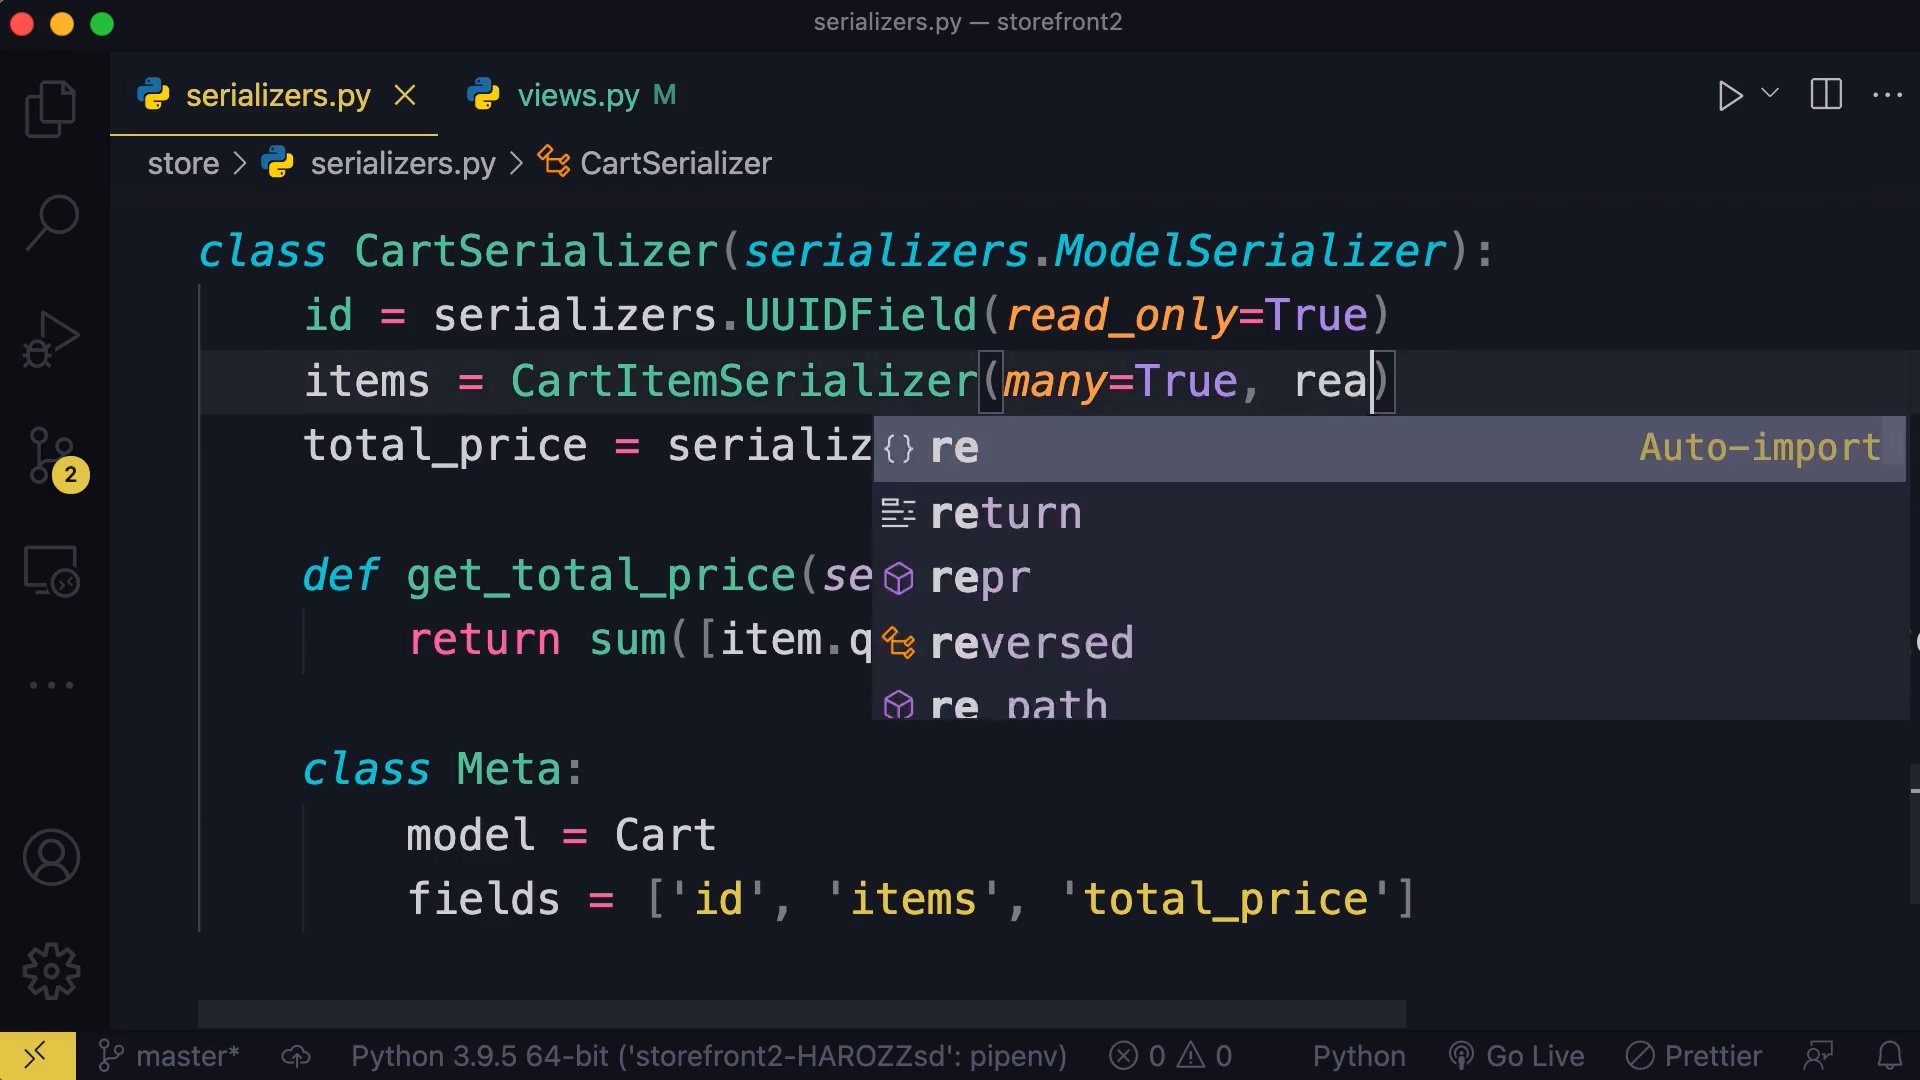 serializers.py — storefront2
serializers.py views.py M
store > serializers.py > CartSerializer
class CartSerializer(serializers.ModelSerializer):
id = serializers.UUIDField(read_only=True)
items = CartItemSerializer(many=True, rea)
total_price = serializ
re Auto-import
return
repr
reversed
re_path
def get_total_price(se
return sum([item.q
class Meta:
model = Cart
fields = ['id', 'items', 'total_price']
2
master* Python 3.9.5 64-bit ('storefront2-HAROZZsd': pipenv) 0 0 Python Go Live Prettier